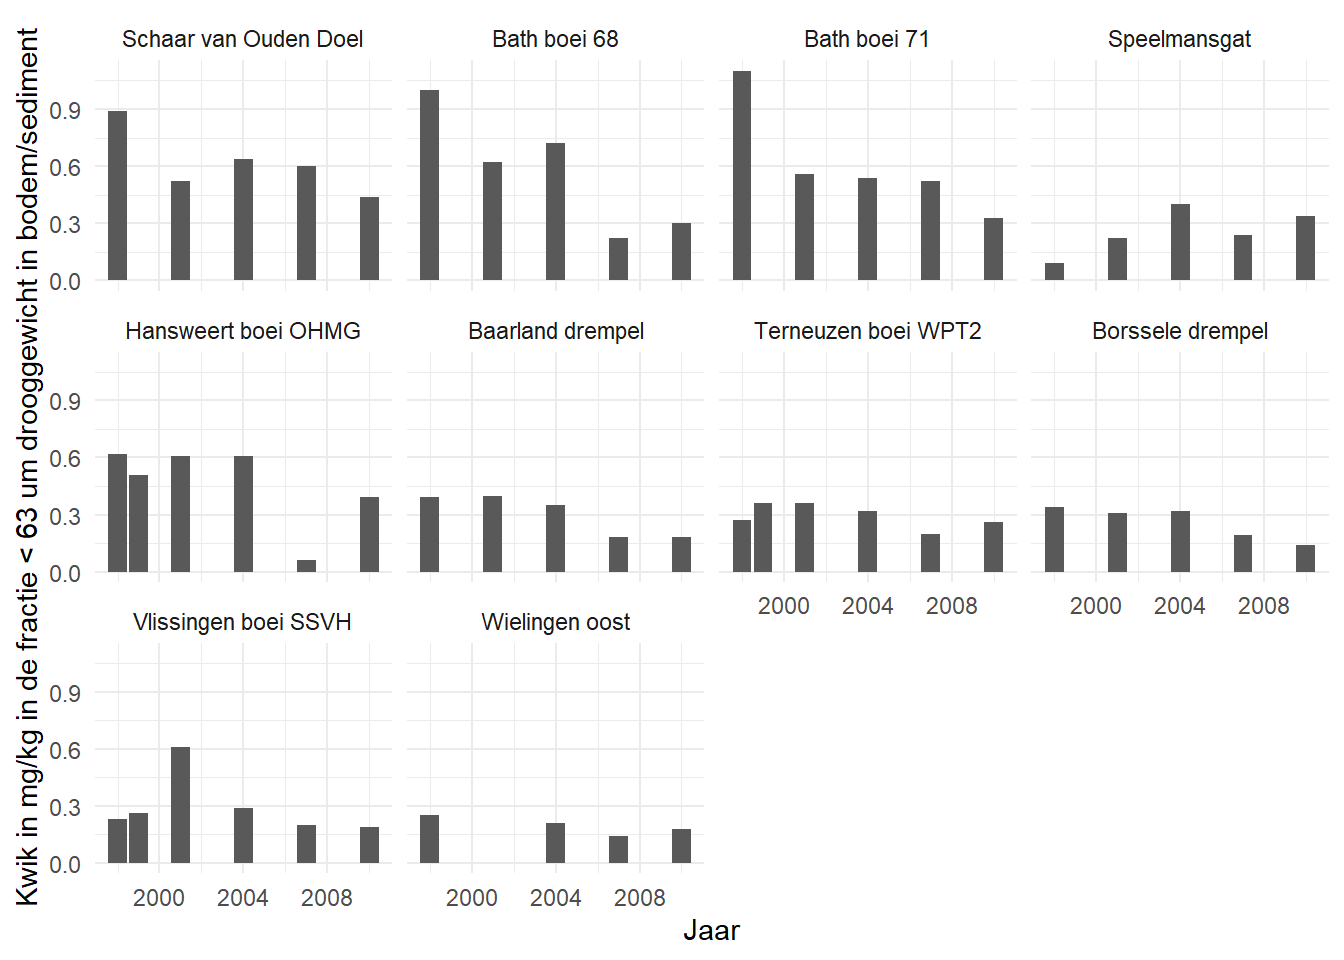 Schaar van Ouden Doel Bath boei 68 Bath boei 71 Speelmansgat
0.9
0.6
0.3
0.0
Hansweert boei OHMG Baarland drempel Terneuzen boei WPT2 Borssele drempel
0.9
0.6
0.3
0.0
2000 2004 2008 2000 2004 2008
Vlissingen boei SSVH Wielingen oost
0.9
0.6
0.3
0.0
2000 2004 2008 2000 2004 2008
Jaar
Kwik in mg/kg in de fractie < 63 um drooggewicht in bodem/sediment